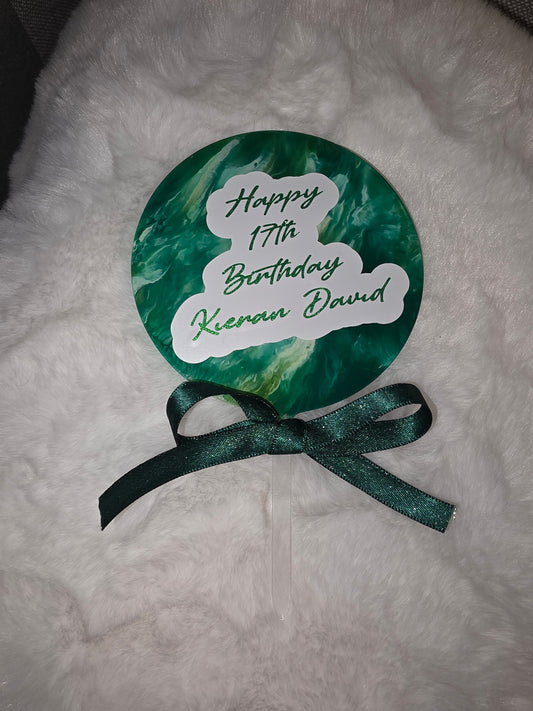 Happy
17th
Birthday
Kieran David